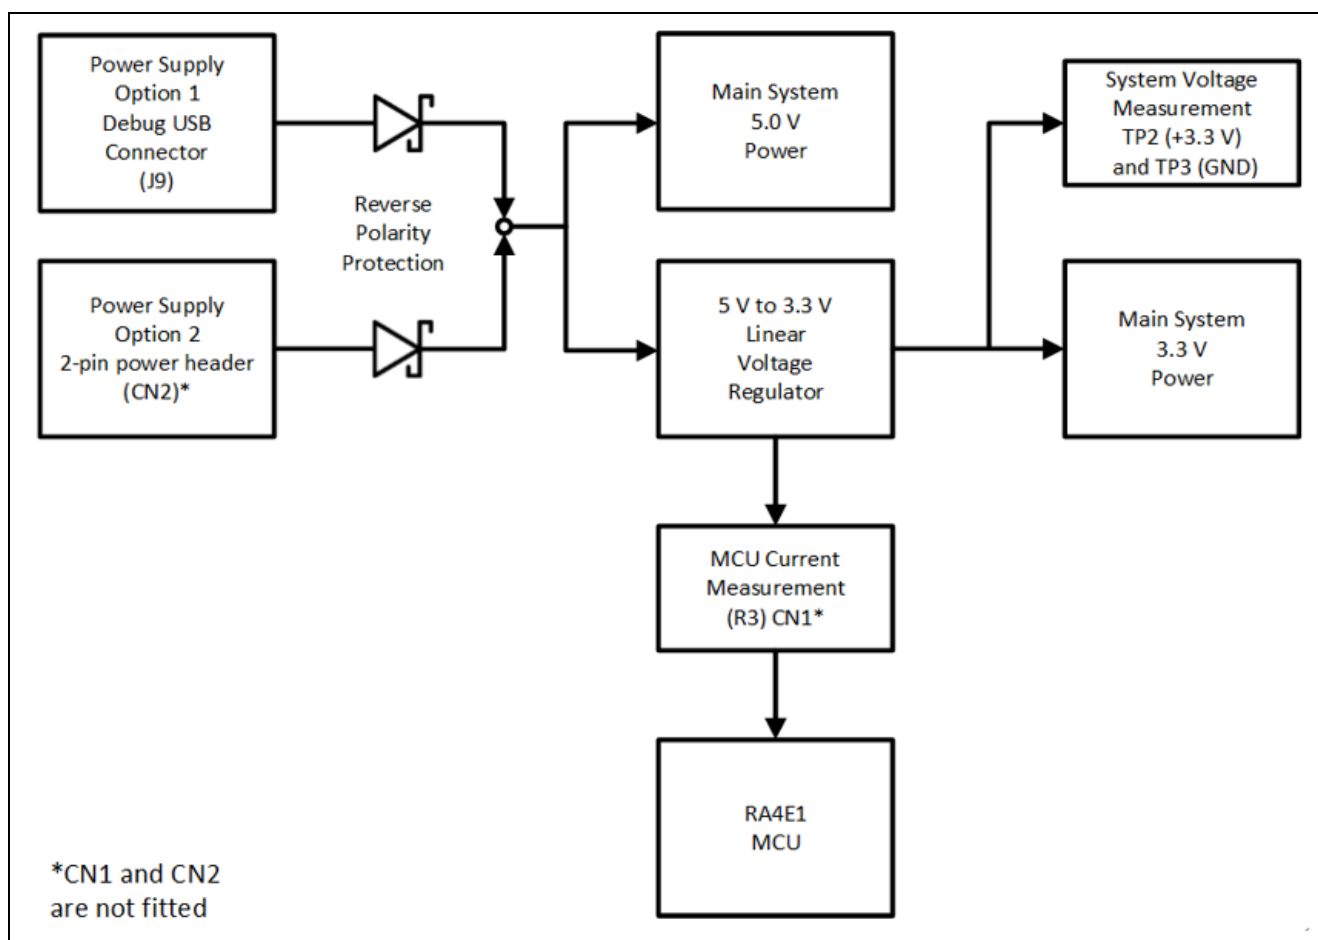 Power Supply
Option 1
Debug USB
Connector
(J9)
Main System
5.0 V
Power
System Voltage
Measurement
TP2 (+3.3 V)
and TP3 (GND)
Reverse
Polarity
Protection
Power Supply
Option 2
2-pin power header
(CN2)*
5 V to 3.3 V
Linear
Voltage
Regulator
Main System
3.3 V
Power
MCU Current
Measurement
(R3) CN1*
RA4E1
MCU
*CN1 and CN2
are not fitted